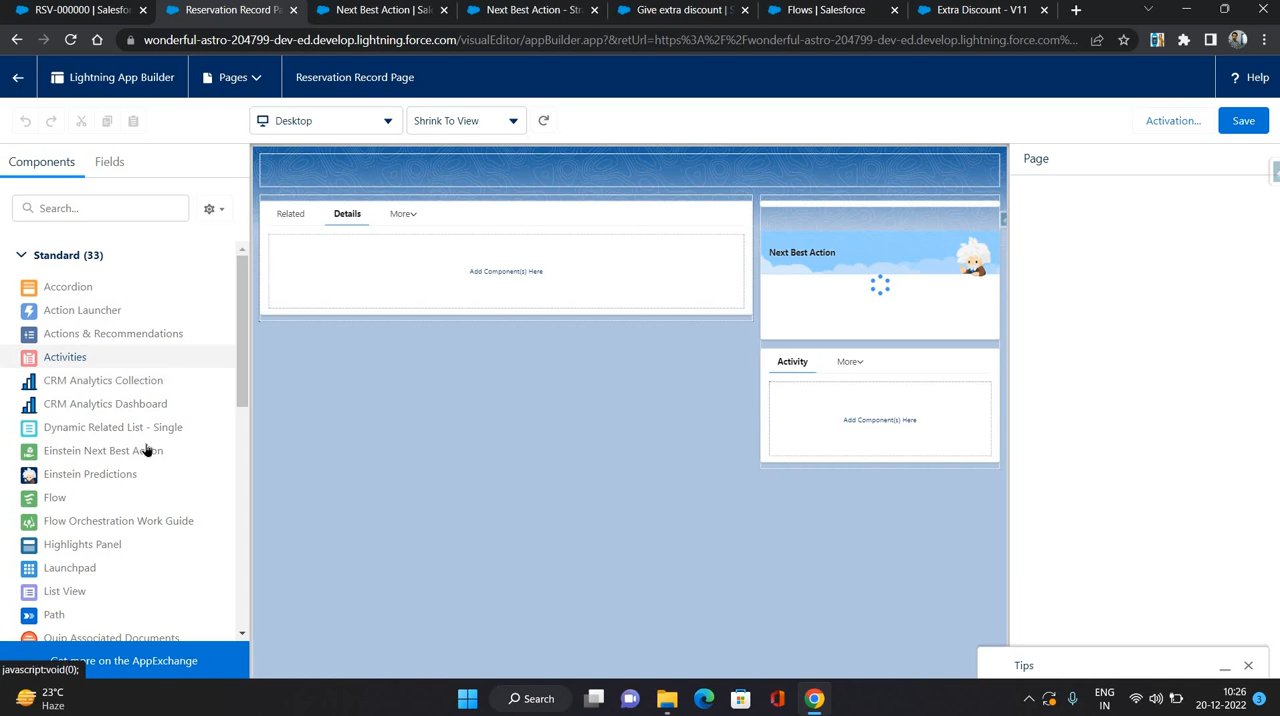 RSV-000000 | Salesfor
Reservation Record Pa
Next Best Action | Sal
Next Best Action - Stra
Give extra discount | S
Flows | Salesforce
Extra Discount - V11
wonderful-astro-204799-dev-ed.develop.lightning.force.com/visualEditor/appBuilder.app?&retUrl=https%3A%2F%2Fwonderful-astro-204799-dev-ed.develop.lightning.force.com%...
Lightning App Builder
Pages
Reservation Record Page
? Help
Desktop
Shrink To View
Activation...
Save
Components
Fields
Page
Search...
Related
Details
More
Standard (33)
Next Best Action
Add Component(s) Here
Accordion
Action Launcher
Actions & Recommendations
Activities
Activity
More
CRM Analytics Collection
CRM Analytics Dashboard
Add Component(s) Here
Dynamic Related List - Single
Einstein Next Best Action
Einstein Predictions
Flow
Flow Orchestration Work Guide
Highlights Panel
Launchpad
List View
Path
Quip Associated Documents
Get more on the AppExchange
javascript:void(0);
Tips
23°C
Haze
Search
ENG
IN
10:26
20-12-2022
3